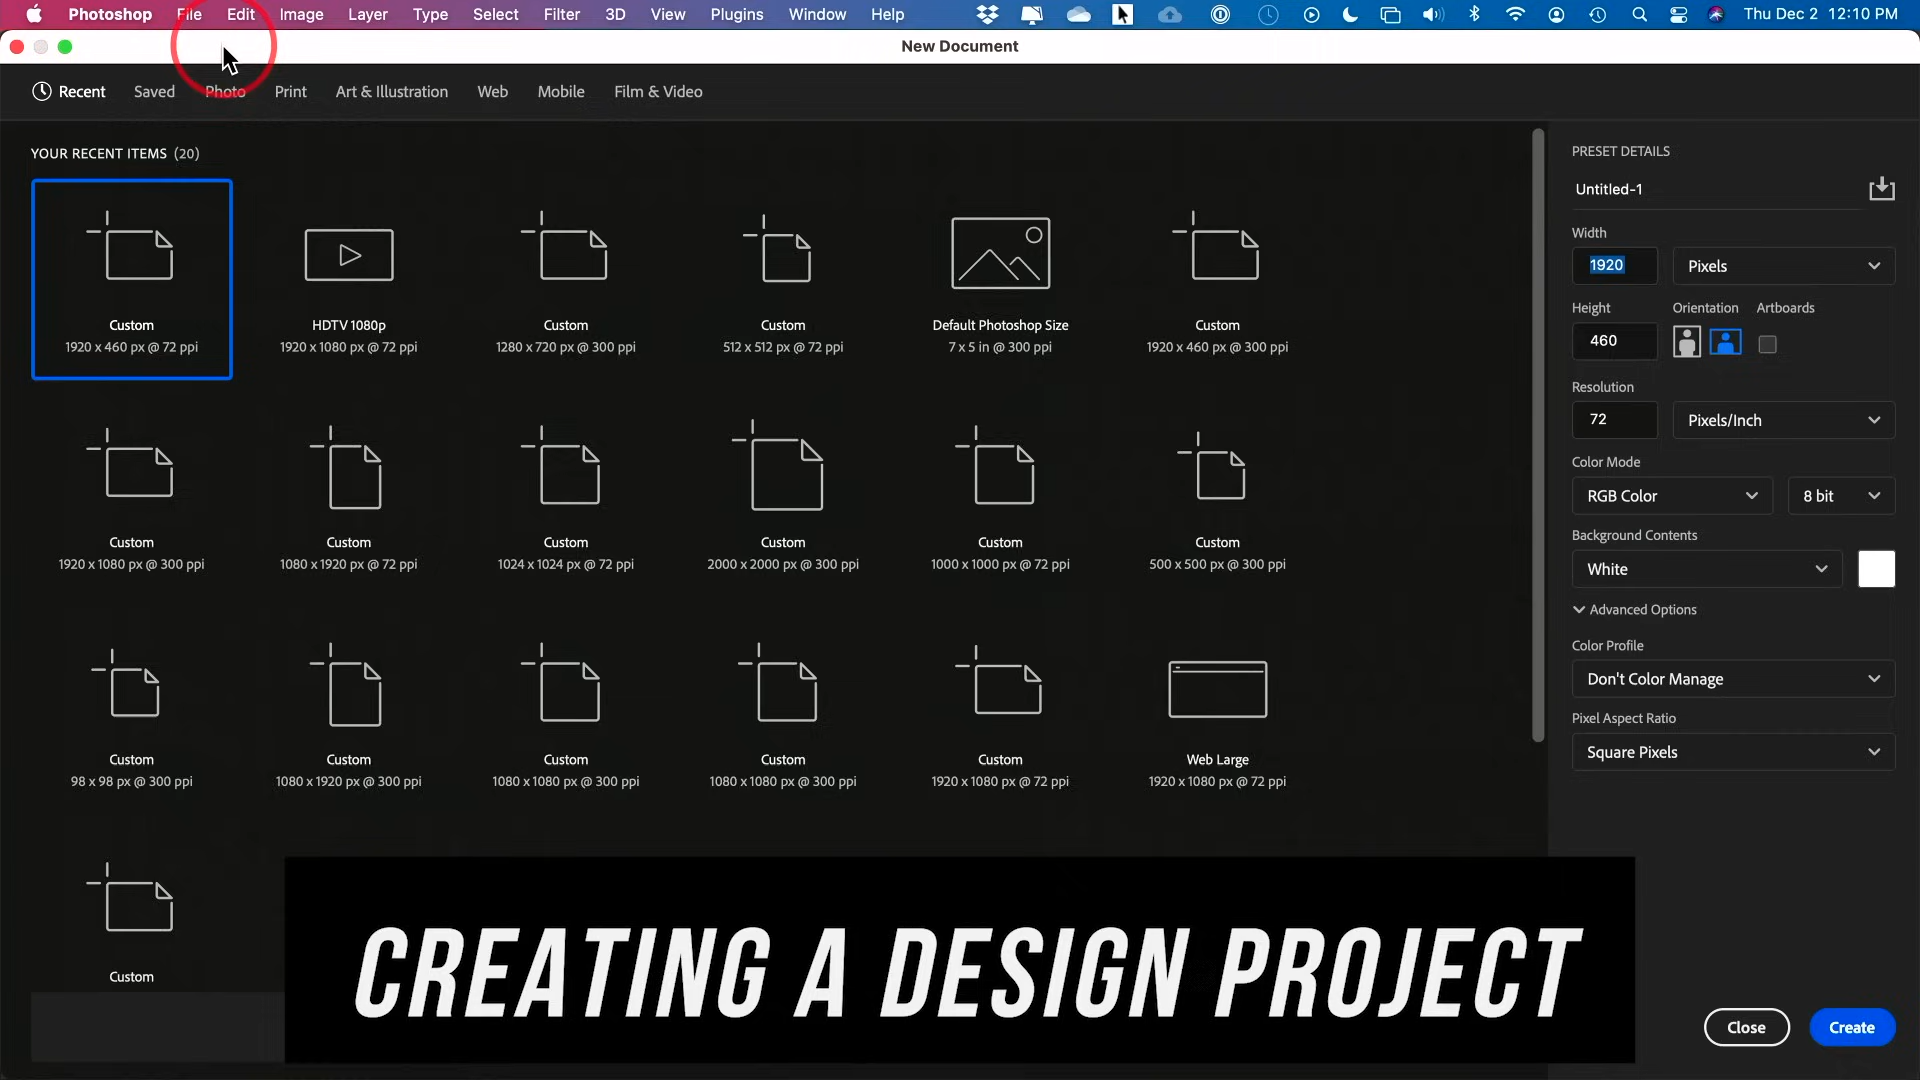 Photoshop File Edit Image Layer Type Select Filter 3D View Plugins Window Help Thu Dec 2 12:10 PM
New Document
Recent Saved Photo Print Art & Illustration Web Mobile Film & Video
YOUR RECENT ITEMS (20)
Custom
1920 x 460 px @ 72 ppi
HDTV 1080p
1920 x 1080 px @ 72 ppi
Custom
1280 x 720 px @ 300 ppi
Custom
512 x 512 px @ 72 ppi
Default Photoshop Size
7 x 5 in @ 300 ppi
Custom
1920 x 460 px @ 300 ppi
Custom
1920 x 1080 px @ 300 ppi
Custom
1080 x 1920 px @ 72 ppi
Custom
1024 x 1024 px @ 72 ppi
Custom
2000 x 2000 px @ 300 ppi
Custom
1000 x 1000 px @ 72 ppi
Custom
500 x 500 px @ 300 ppi
Custom
98 x 98 px @ 300 ppi
Custom
1080 x 1920 px @ 300 ppi
Custom
1080 x 1080 px @ 300 ppi
Custom
1080 x 1080 px @ 300 ppi
Custom
1920 x 1080 px @ 72 ppi
Web Large
1920 x 1080 px @ 72 ppi
Custom
PRESET DETAILS
Untitled-1
Width
1920 Pixels
Height Orientation Artboards
460
Resolution
72 Pixels/Inch
Color Mode
RGB Color 8 bit
Background Contents
White
Advanced Options
Color Profile
Don't Color Manage
Pixel Aspect Ratio
Square Pixels
Close Create
CREATING A DESIGN PROJECT